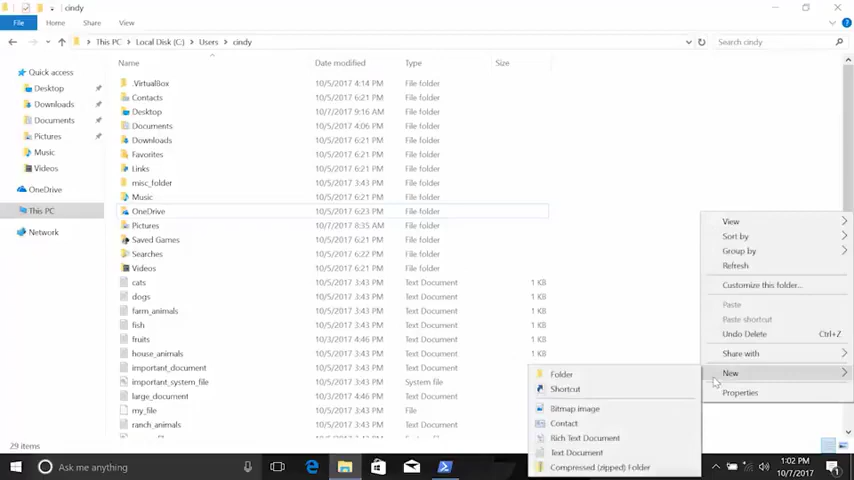 cindy
File Home Share View
This PC Local Disk (C:) Users cindy Search cindy
Name Date modified Type Size
Quick access
Desktop
Downloads
Documents
Pictures
Music
Videos
OneDrive
This PC
Network
.VirtualBox 10/5/2017 4:14 PM File folder
Contacts 10/5/2017 6:21 PM File folder
Desktop 10/7/2017 9:16 AM File folder
Documents 10/5/2017 4:06 PM File folder
Downloads 10/5/2017 6:21 PM File folder
Favorites 10/5/2017 6:21 PM File folder
Links 10/5/2017 6:21 PM File folder
misc_folder 10/5/2017 3:43 PM File folder
Music 10/5/2017 6:21 PM File folder
OneDrive 10/5/2017 6:23 PM File folder
Pictures 10/7/2017 8:35 AM File folder
Saved Games 10/5/2017 6:21 PM File folder
Searches 10/5/2017 6:22 PM File folder
Videos 10/5/2017 6:21 PM File folder
cats 10/5/2017 3:43 PM Text Document 1 KB
dogs 10/5/2017 3:43 PM Text Document 1 KB
farm_animals 10/5/2017 3:43 PM Text Document 1 KB
fish 10/5/2017 3:43 PM Text Document 1 KB
fruits 10/3/2017 4:46 PM Text Document 1 KB
house_animals 10/5/2017 3:43 PM Text Document 1 KB
important_document 10/3/2017 4:46 PM Text Document
important_system_file 10/5/2017 3:43 PM System file
large_document 10/3/2017 4:46 PM Text Document
my_file 10/5/2017 3:43 PM File
ranch_animals 10/5/2017 3:43 PM Text Document
View
Sort by
Group by
Refresh
Customize this folder...
Paste
Paste shortcut
Undo Delete Ctrl+Z
Share with
New
Properties
Folder
Shortcut
Bitmap image
Contact
Rich Text Document
Text Document
Compressed (zipped) Folder
29 items
Ask me anything
1:02 PM
10/7/2017